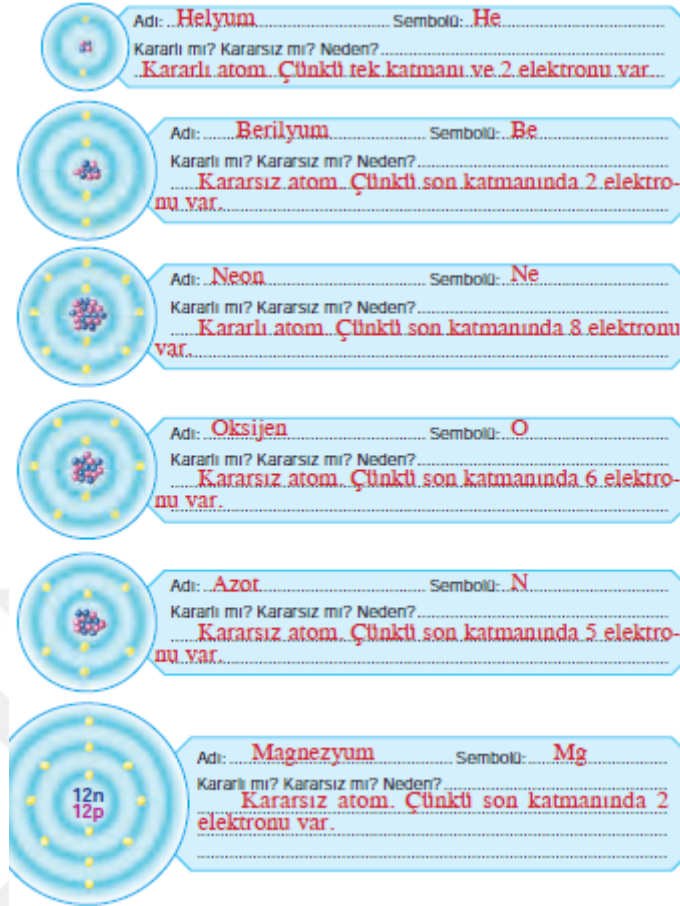 Adı: Helyum Sembolü: He
Kararlı mı? Kararsız mı? Neden?
Kararlı atom. Çünkü tek katmanı ve 2 elektronu var.
Adı: Berilyum Sembolü: Be
Kararlı mı? Kararsız mı? Neden?
Kararsız atom. Çünkü son katmanında 2 elektro-
nu var.
Adı: Neon Sembolü: Ne
Kararlı mı? Kararsız mı? Neden?
Kararlı atom. Çünkü son katmanında 8 elektronu
var.
Adı: Oksijen Sembolü: O
Kararlı mı? Kararsız mı? Neden?
Kararsız atom. Çünkü son katmanında 6 elektro-
nu var.
Adı: Azot Sembolü: N
Kararlı mı? Kararsız mı? Neden?
Kararsız atom. Çünkü son katmanında 5 elektro-
nu var.
12n
12p
Adı: Magnezyum Sembolü: Mg
Kararlı mı? Kararsız mı? Neden?
Kararsız atom. Çünkü son katmanında 2
elektronu var.